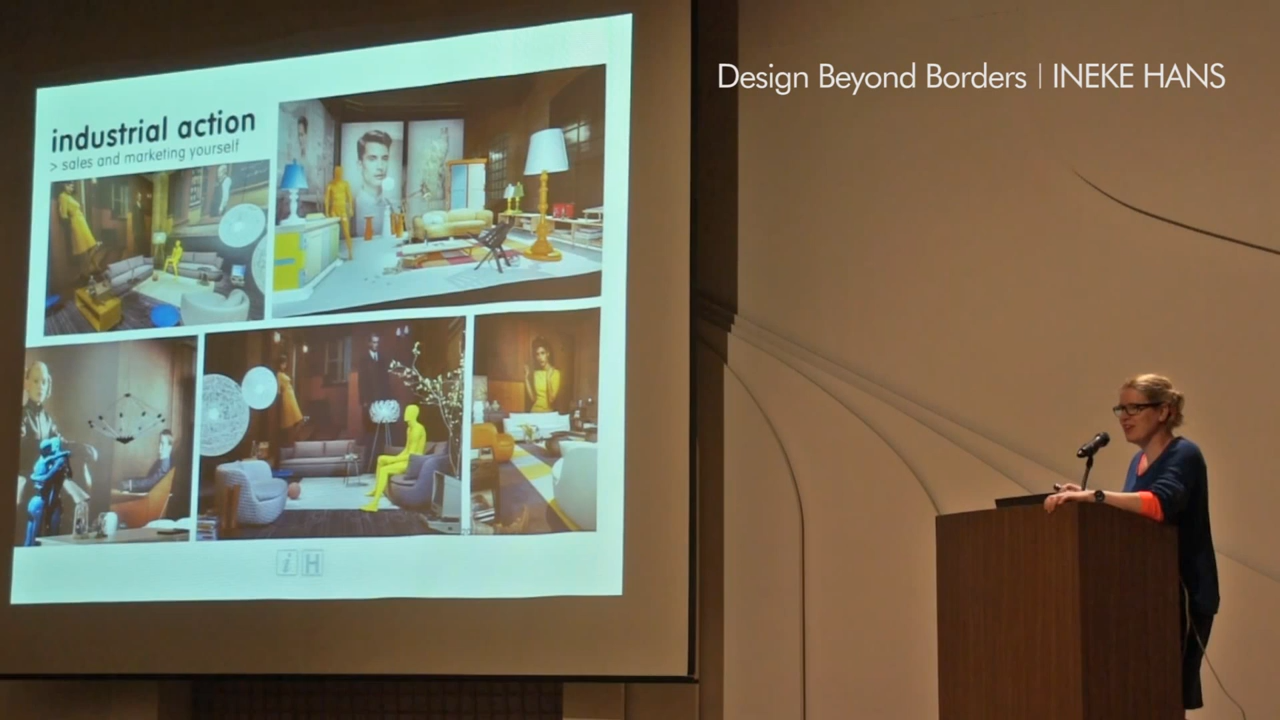 Design Beyond Borders | INEKE HANS
industrial action
> sales and marketing yourself
i H